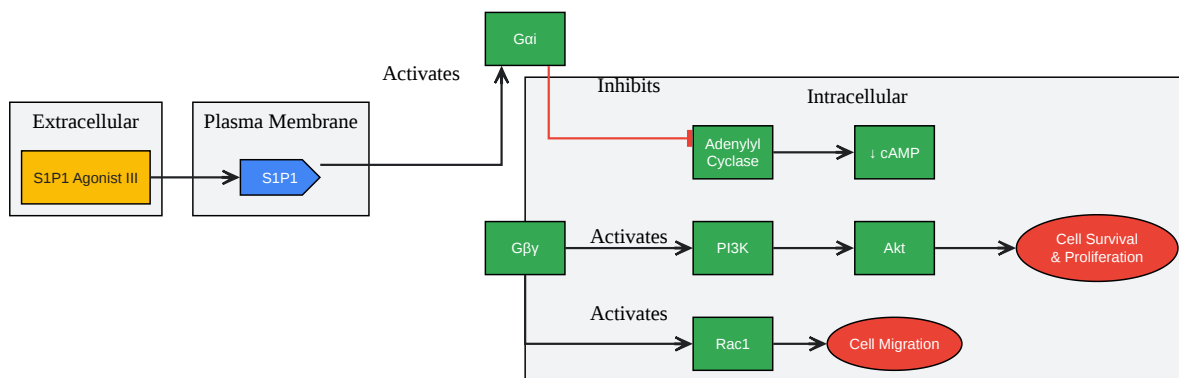 Gαi
Activates
Inhibits
Intracellular
Extracellular
Plasma Membrane
Adenylyl
Cyclase
↓ cAMP
S1P1 Agonist III
S1P1
Gβγ
Activates
PI3K
Akt
Cell Survival
& Proliferation
Activates
Rac1
Cell Migration